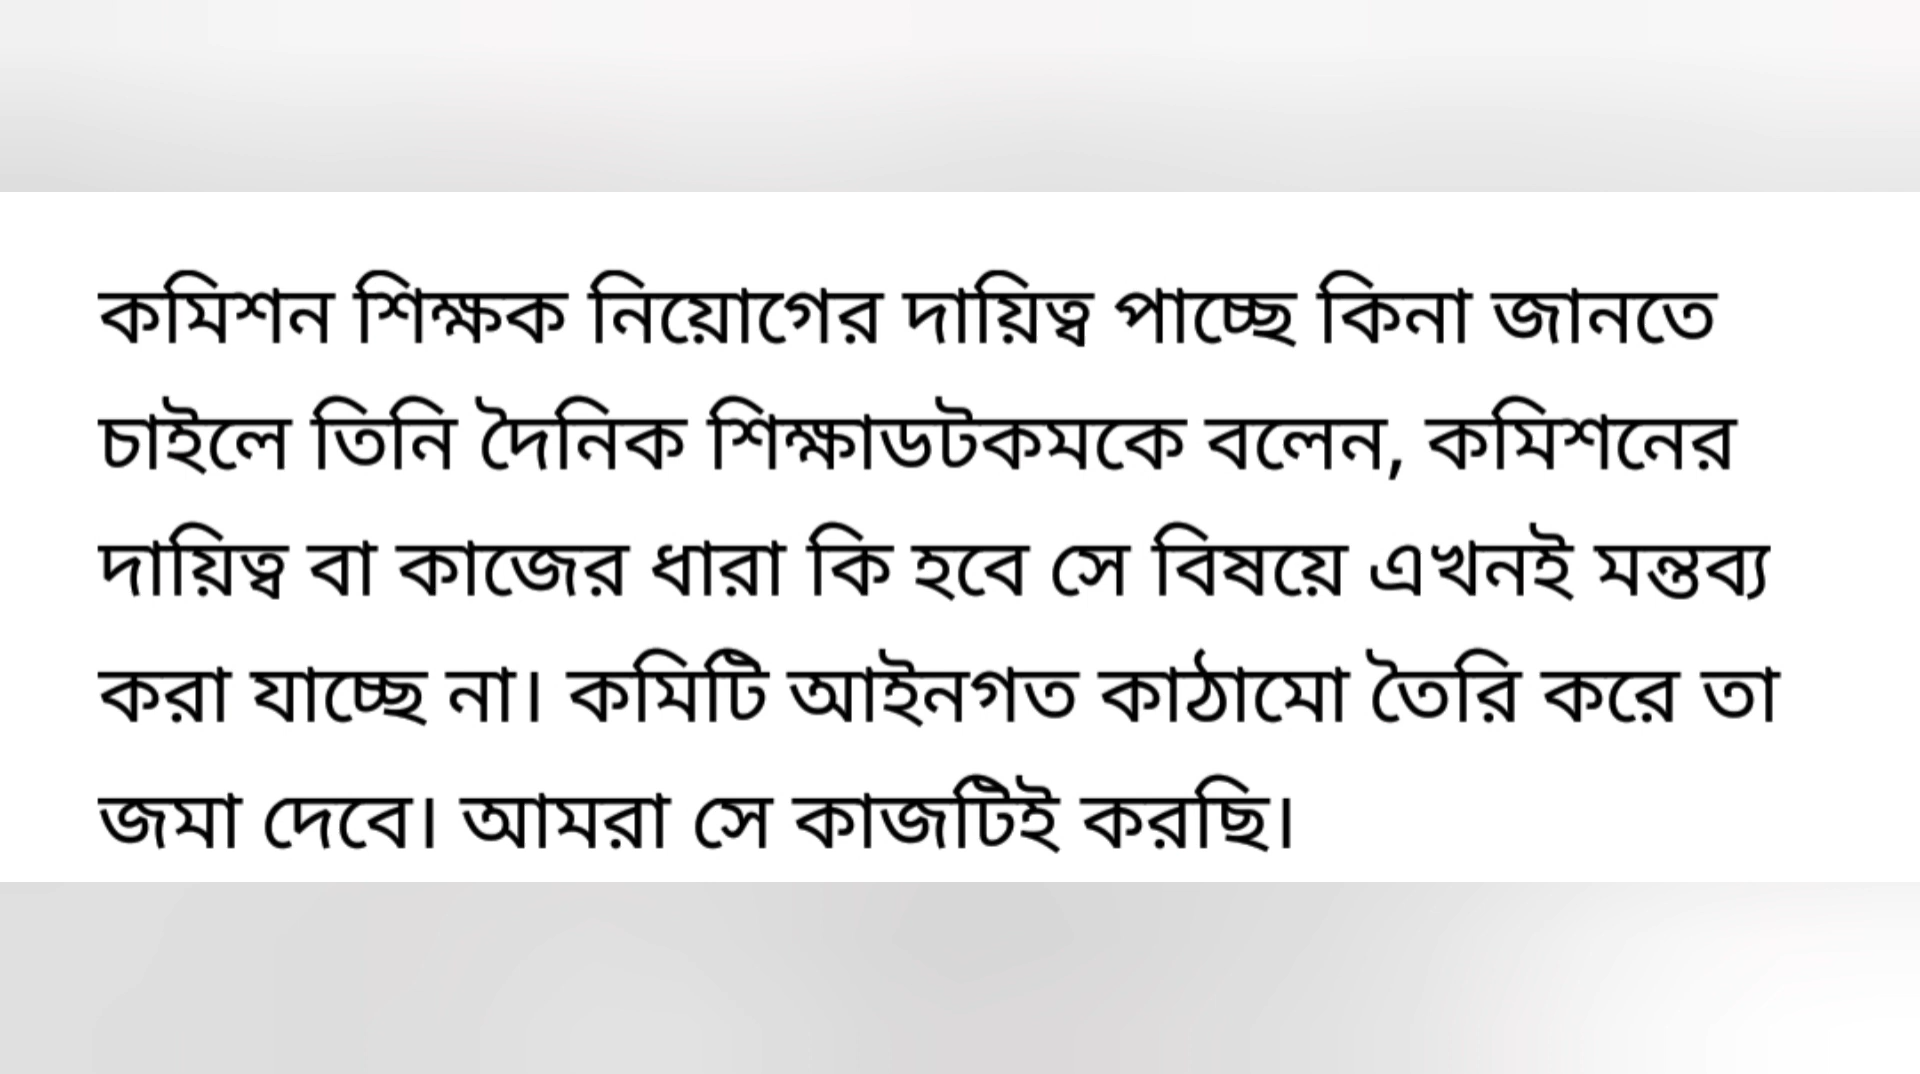 কমিশন শিক্ষক নিয়োগের দায়িত্ব পাচ্ছে কিনা জানতে
চাইলে তিনি দৈনিক শিক্ষাডটকমকে বলেন, কমিশনের
দায়িত্ব বা কাজের ধারা কি হবে সে বিষয়ে এখনই মন্তব্য
করা যাচ্ছে না। কমিটি আইনগত কাঠামো তৈরি করে তা
জমা দেবে। আমরা সে কাজটিই করছি।